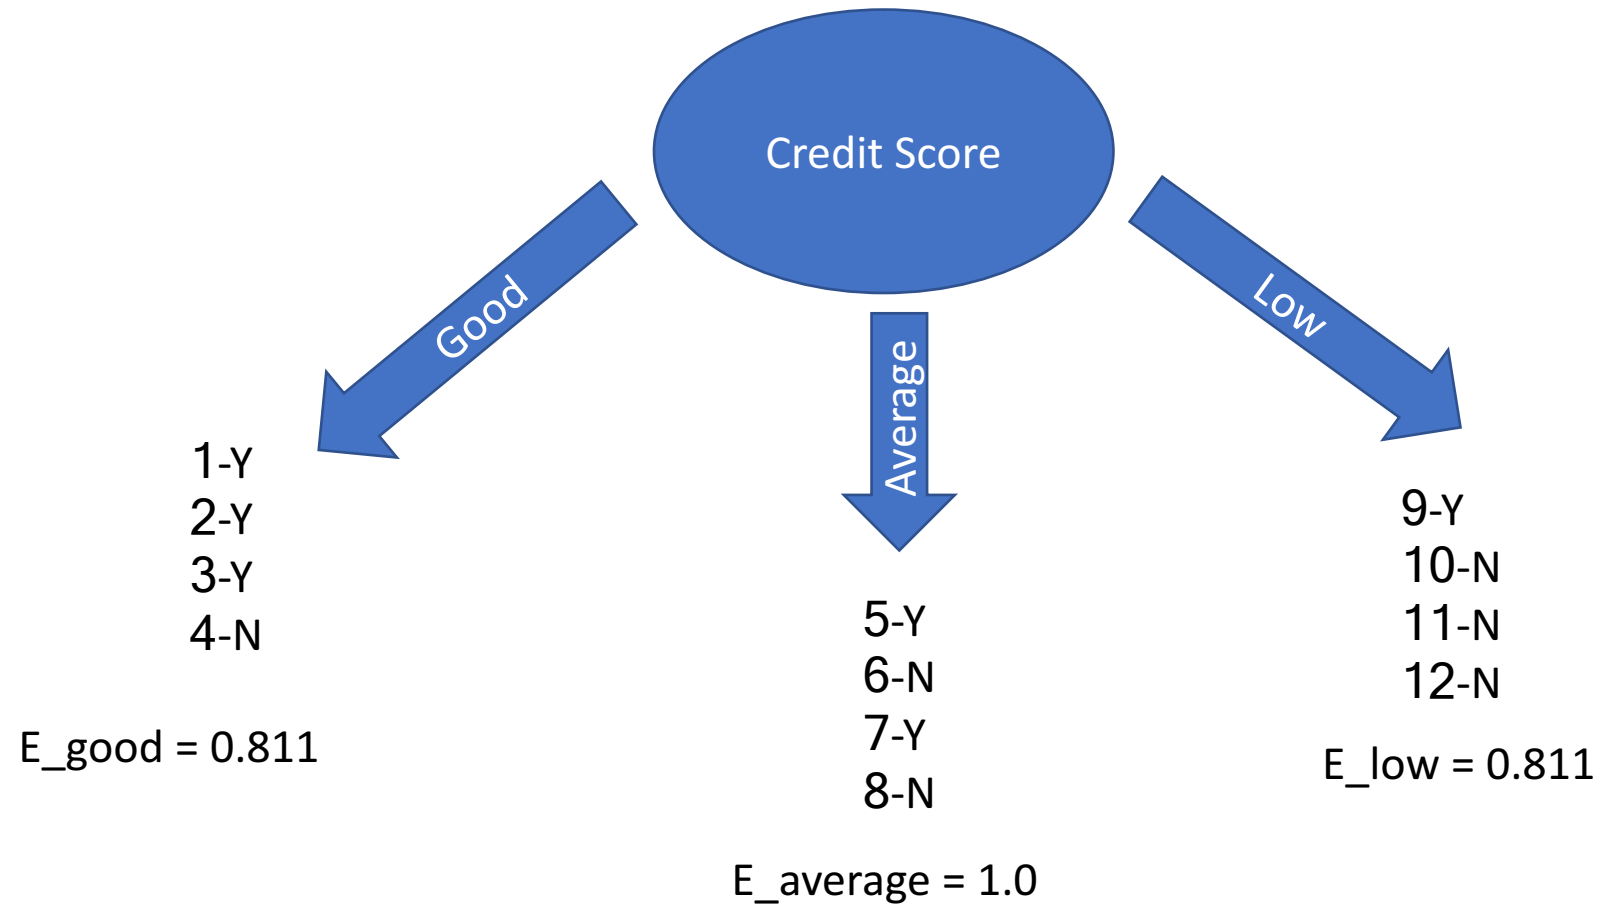 Credit Score
Good
Average
Low
1-Y
2-Y
3-Y
4-N
E_good = 0.811
5-Y
6-N
7-Y
8-N
E_average = 1.0
9-Y
10-N
11-N
12-N
E_low = 0.811